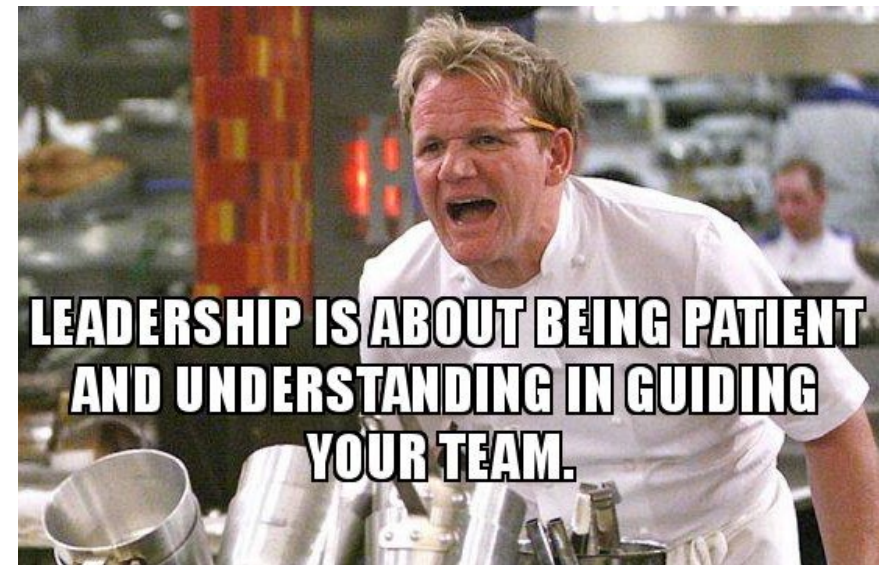 LEADERSHIP IS ABOUT BEING PATIENT
AND UNDERSTANDING IN GUIDING
YOUR TEAM.